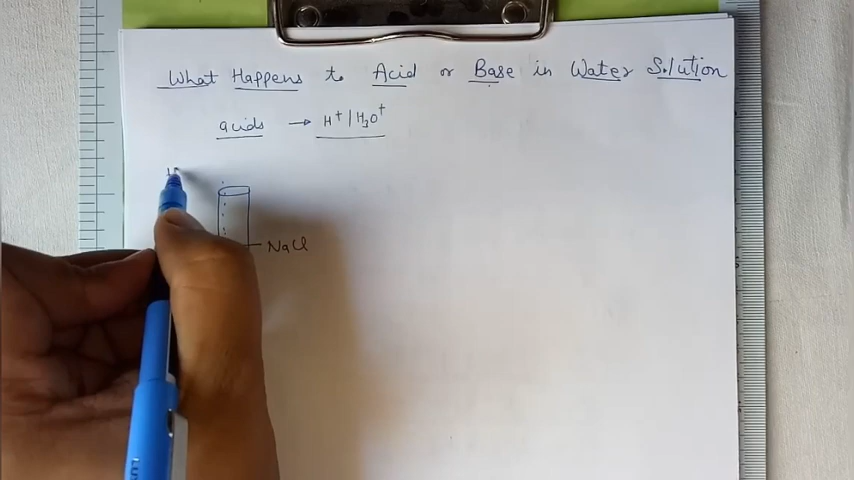 What Happens to Acid or Base in Water Solution
acids → H⁺/H₃O⁺
NaCl